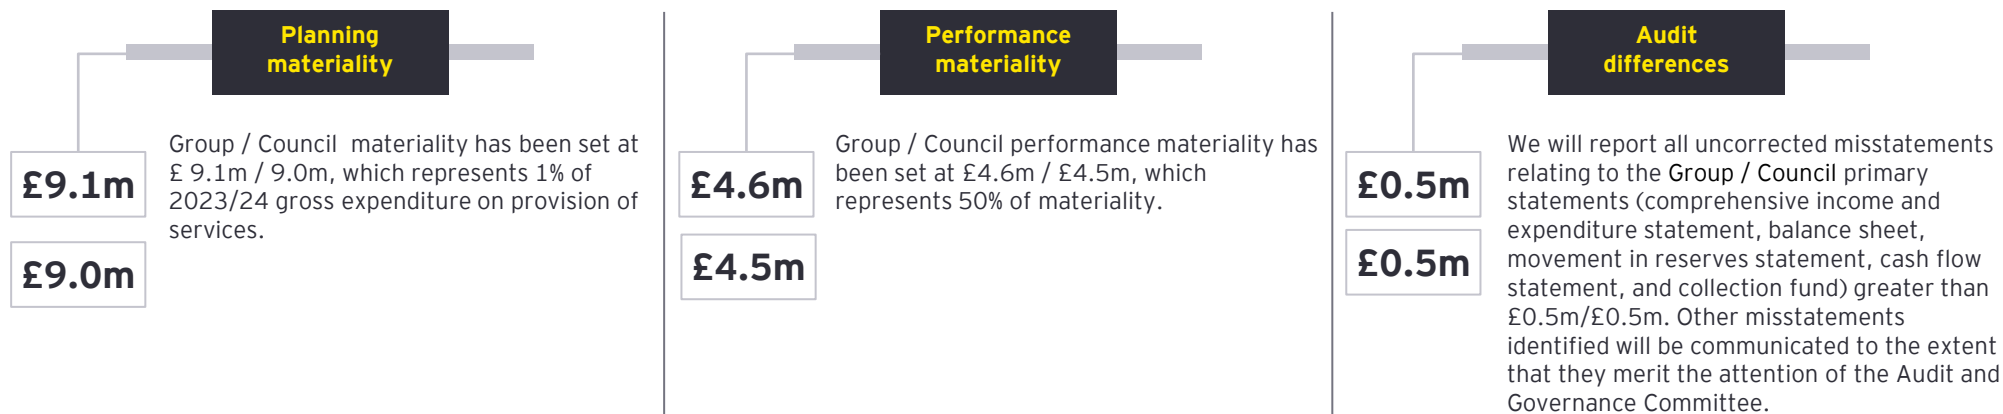 Planning
materiality
£9.1m
£9.0m
Group / Council materiality has been set at
£ 9.1m / 9.0m, which represents 1% of
2023/24 gross expenditure on provision of
services.
Performance
materiality
£4.6m
£4.5m
Group / Council performance materiality has
been set at £4.6m / £4.5m, which
represents 50% of materiality.
Audit
differences
£0.5m
£0.5m
We will report all uncorrected misstatements
relating to the Group / Council primary
statements (comprehensive income and
expenditure statement, balance sheet,
movement in reserves statement, cash flow
statement, and collection fund) greater than
£0.5m/£0.5m. Other misstatements
identified will be communicated to the extent
that they merit the attention of the Audit and
Governance Committee.